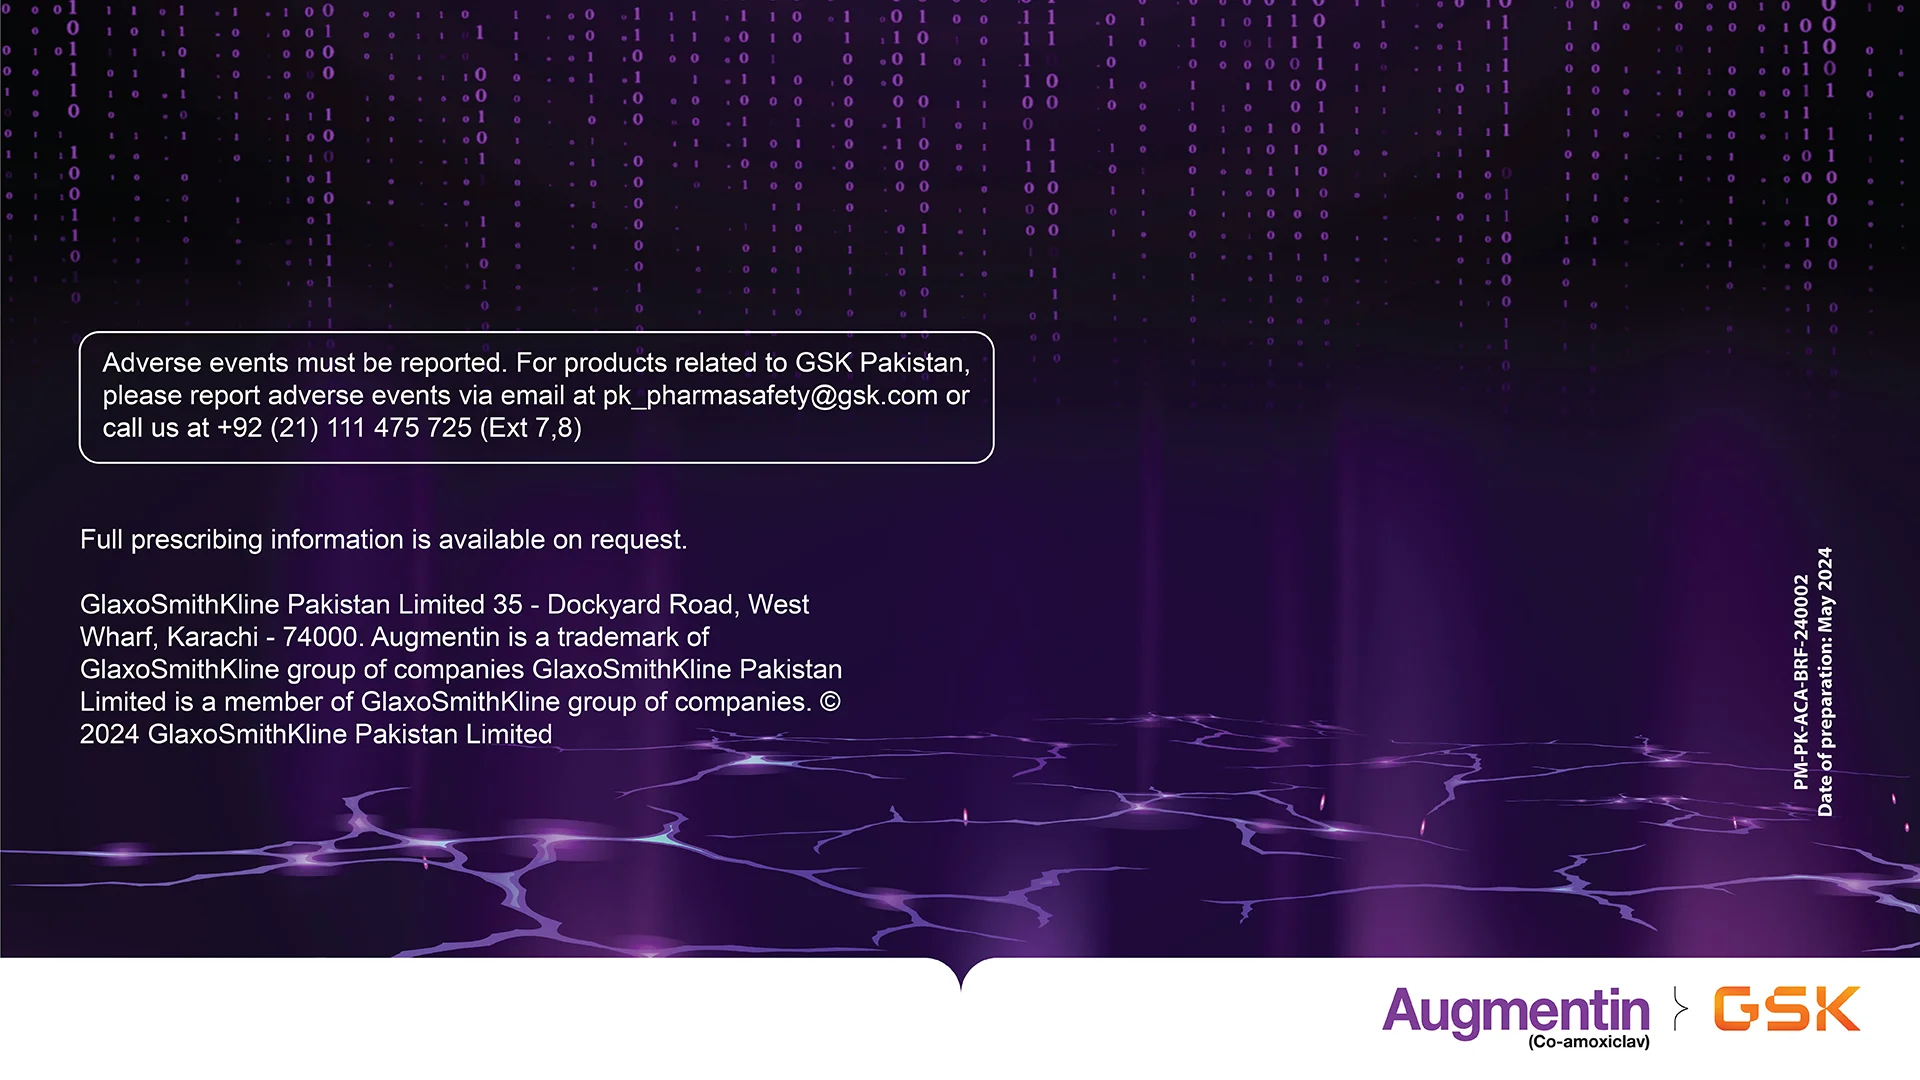 Adverse events must be reported. For products related to GSK Pakistan,
please report adverse events via email at pk_pharmasafety@gsk.com or
call us at +92 (21) 111 475 725 (Ext 7,8)
Full prescribing information is available on request.
GlaxoSmithKline Pakistan Limited 35 - Dockyard Road, West
Wharf, Karachi - 74000. Augmentin is a trademark of
GlaxoSmithKline group of companies GlaxoSmithKline Pakistan
Limited is a member of GlaxoSmithKline group of companies. ©
2024 GlaxoSmithKline Pakistan Limited
PM-PK-ACA-BRF-240002
Date of preparation: May 2024
Augmentin
(Co-amoxiclav)
GSK